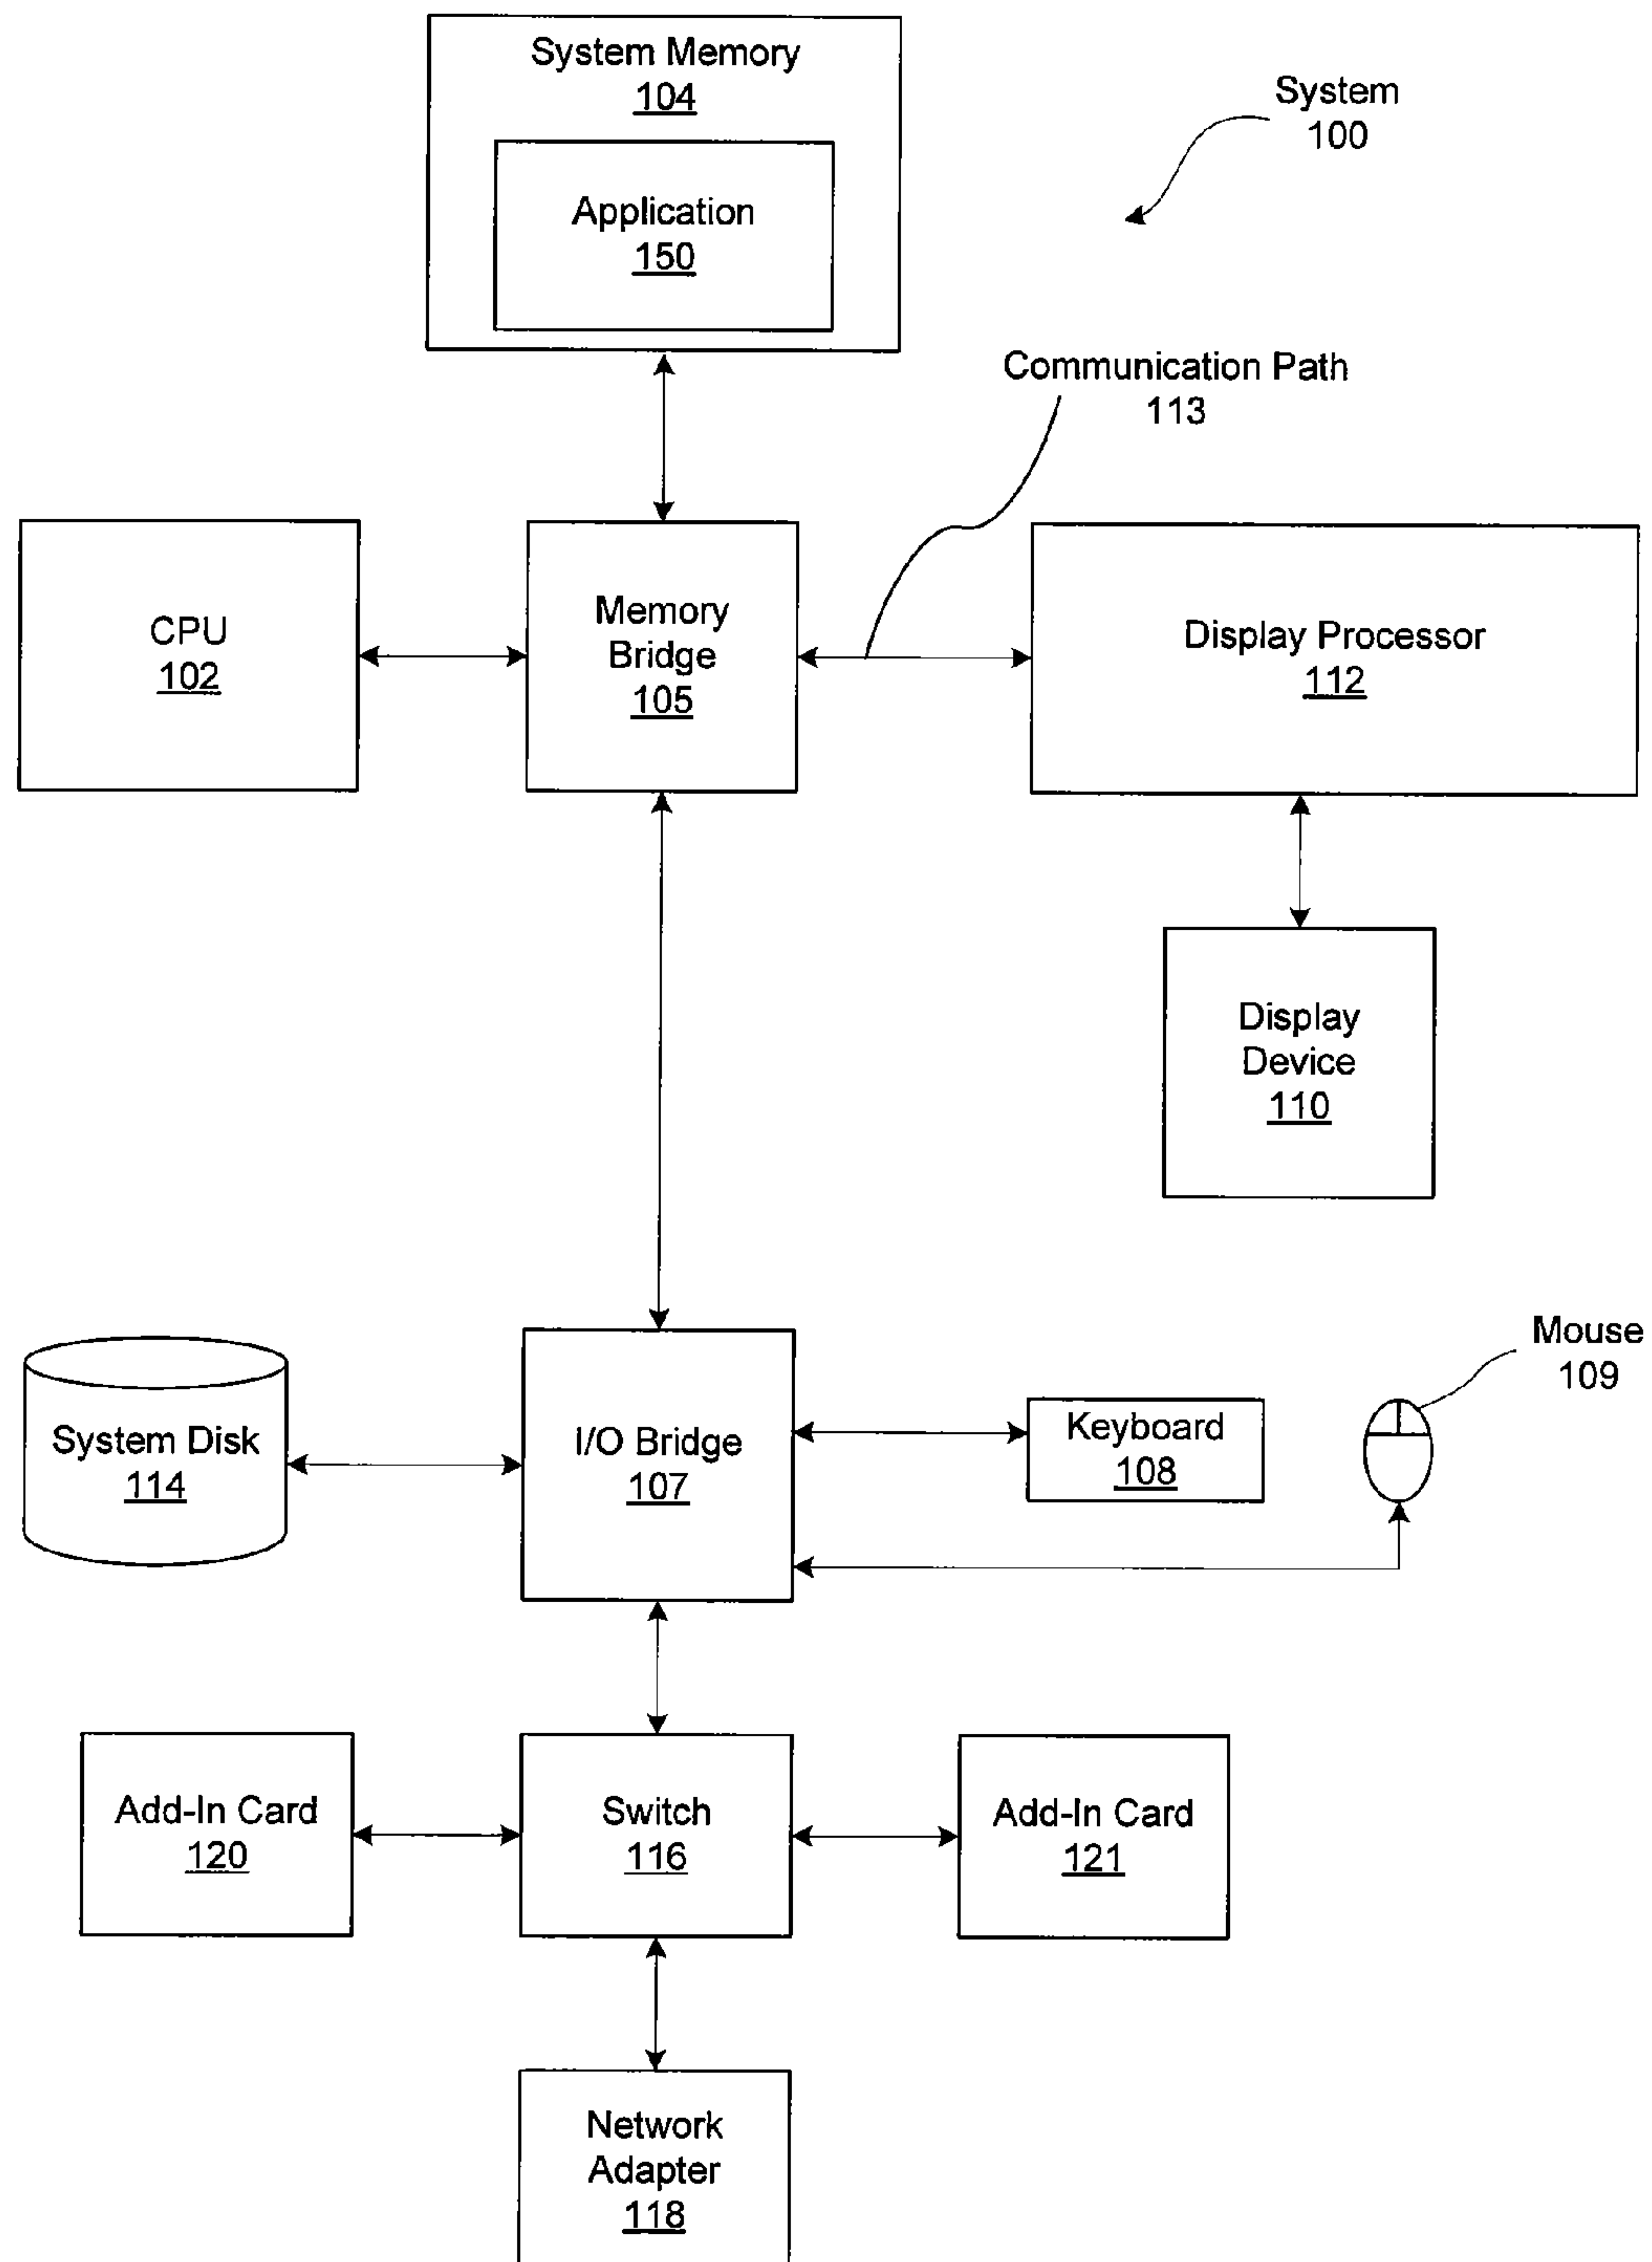 System Memory
104
Application
150
System
100
Communication Path
113
CPU
102
Memory
Bridge
105
Display Processor
112
Display
Device
110
System Disk
114
I/O Bridge
107
Keyboard
108
Mouse
109
Add-In Card
120
Switch
116
Add-In Card
121
Network
Adapter
118